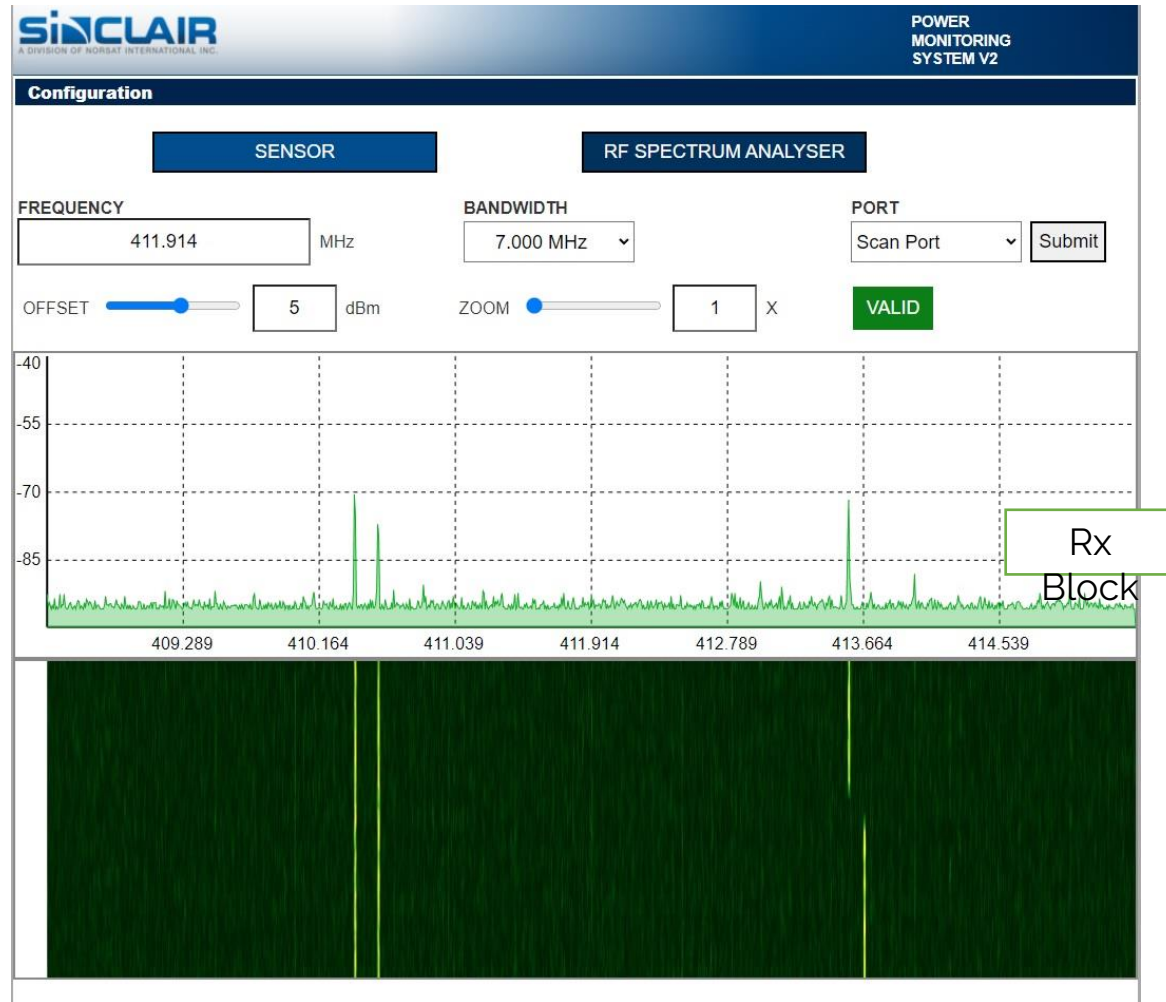 SINCLAIR
A DIVISION OF NORSAT INTERNATIONAL INC.
POWER
MONITORING
SYSTEM V2
Configuration
SENSOR
RF SPECTRUM ANALYSER
FREQUENCY
BANDWIDTH
PORT
411.914 MHz
7.000 MHz
Scan Port
Submit
OFFSET 5 dBm
ZOOM 1 X
VALID
-40
-55
-70
-85
Rx
Block
409.289 410.164 411.039 411.914 412.789 413.664 414.539